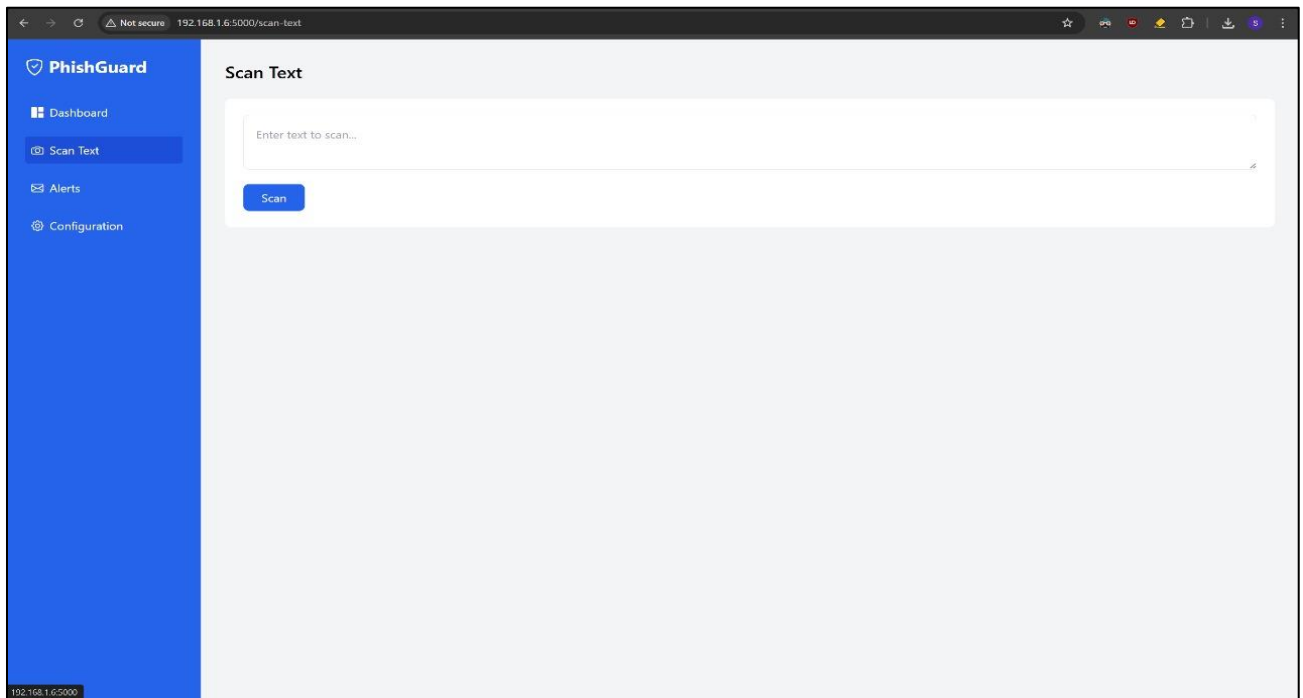 Not secure 192.168.1.6:5000/scan-text
S
PhishGuard
Scan Text
Dashboard
Enter text to scan...
Scan Text
Alerts
Scan
Configuration
192.168.1.6:5000